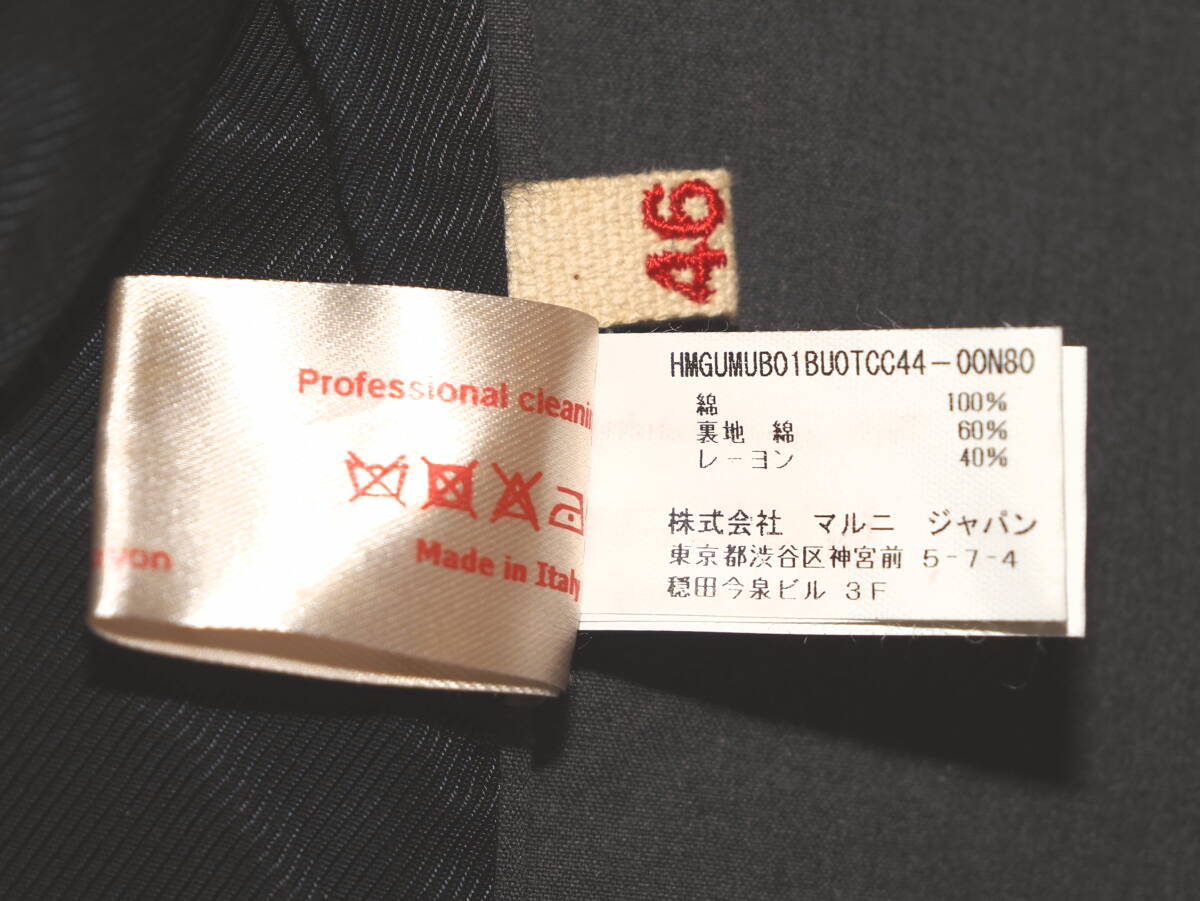 46
Professional cleanin
Made in Italy
yon
HMGUMUB01BU0TCC44-00N80
綿 100%
裏地 綿 60%
レーヨン 40%
株式会社 マルニ ジャパン
東京都渋谷区神宮前 5-7-4
穏田今泉ビル 3F